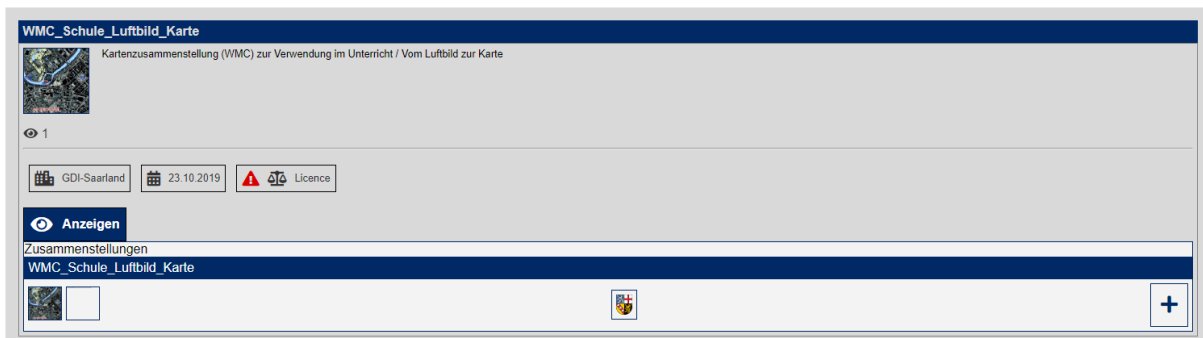 WMC_Schule_Luftbild_Karte
Kartenzusammenstellung (WMC) zur Verwendung im Unterricht / Vom Luftbild zur Karte
1
GDI-Saarland 23.10.2019 Licence
Anzeigen
Zusammenstellungen
WMC_Schule_Luftbild_Karte